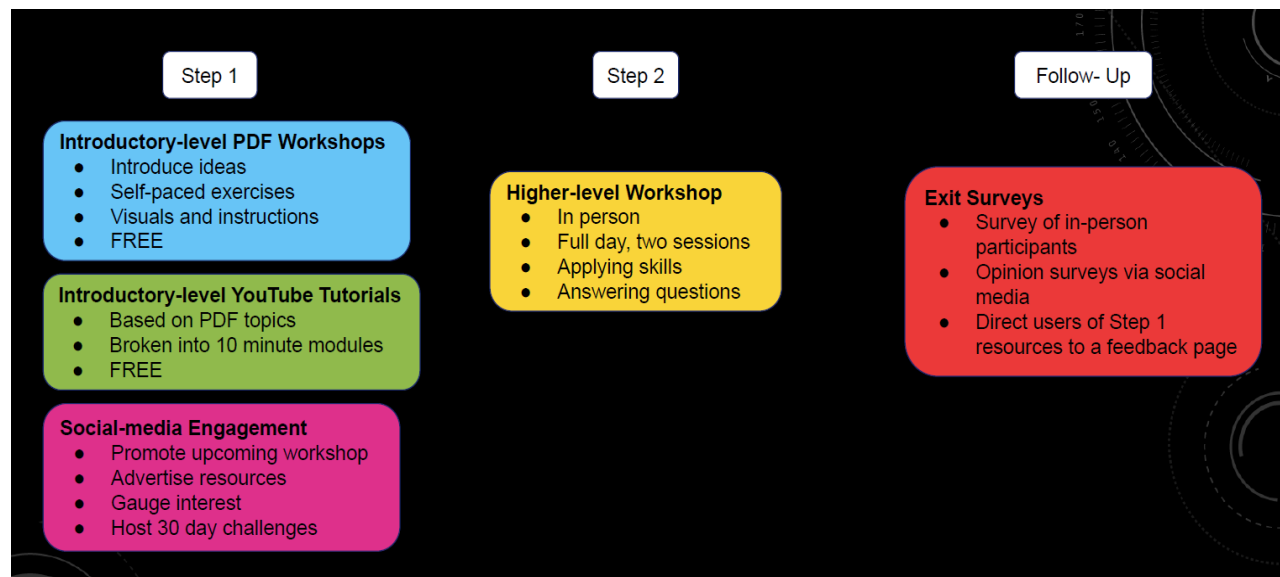 Step 1
Introductory-level PDF Workshops
● Introduce ideas
● Self-paced exercises
● Visuals and instructions
● FREE
Introductory-level YouTube Tutorials
● Based on PDF topics
● Broken into 10 minute modules
● FREE
Social-media Engagement
● Promote upcoming workshop
● Advertise resources
● Gauge interest
● Host 30 day challenges
Step 2
Higher-level Workshop
● In person
● Full day, two sessions
● Applying skills
● Answering questions
Follow- Up
Exit Surveys
● Survey of in-person
participants
● Opinion surveys via social
media
● Direct users of Step 1
resources to a feedback page
170
150
140